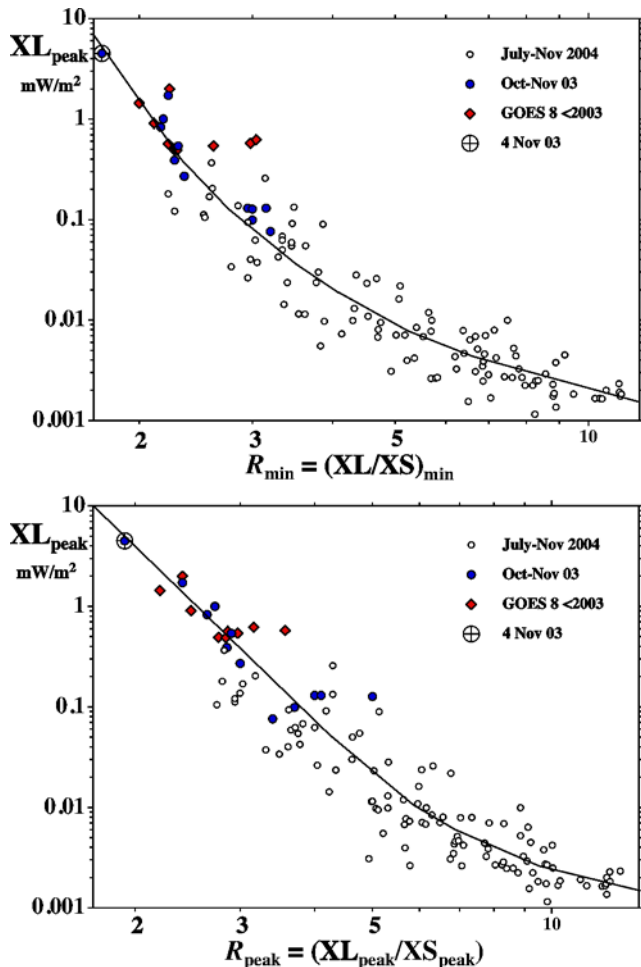 10
XLpeak
mW/m²
1
0.1
0.01
0.001
July-Nov 2004
Oct-Nov 03
GOES 8 <2003
4 Nov 03
2 3 5 10
Rmin = (XL/XS)min
10
XLpeak
mW/m²
1
0.1
0.01
0.001
July-Nov 2004
Oct-Nov 03
GOES 8 <2003
4 Nov 03
2 3 5 10
Rpeak = (XLpeak/XSpeak)